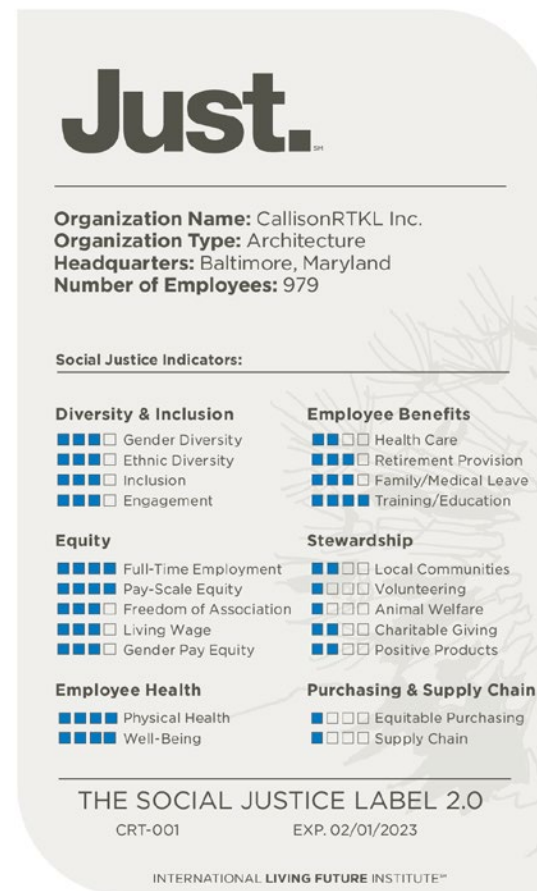 Just.
SM
Organization Name: CallisonRTKL Inc.
Organization Type: Architecture
Headquarters: Baltimore, Maryland
Number of Employees: 979
Social Justice Indicators:
Diversity & Inclusion
Gender Diversity
Ethnic Diversity
Inclusion
Engagement
Equity
Full-Time Employment
Pay-Scale Equity
Freedom of Association
Living Wage
Gender Pay Equity
Employee Health
Physical Health
Well-Being
Employee Benefits
Health Care
Retirement Provision
Family/Medical Leave
Training/Education
Stewardship
Local Communities
Volunteering
Animal Welfare
Charitable Giving
Positive Products
Purchasing & Supply Chain
Equitable Purchasing
Supply Chain
THE SOCIAL JUSTICE LABEL 2.0
CRT-001 EXP. 02/01/2023
INTERNATIONAL LIVING FUTURE INSTITUTE℠